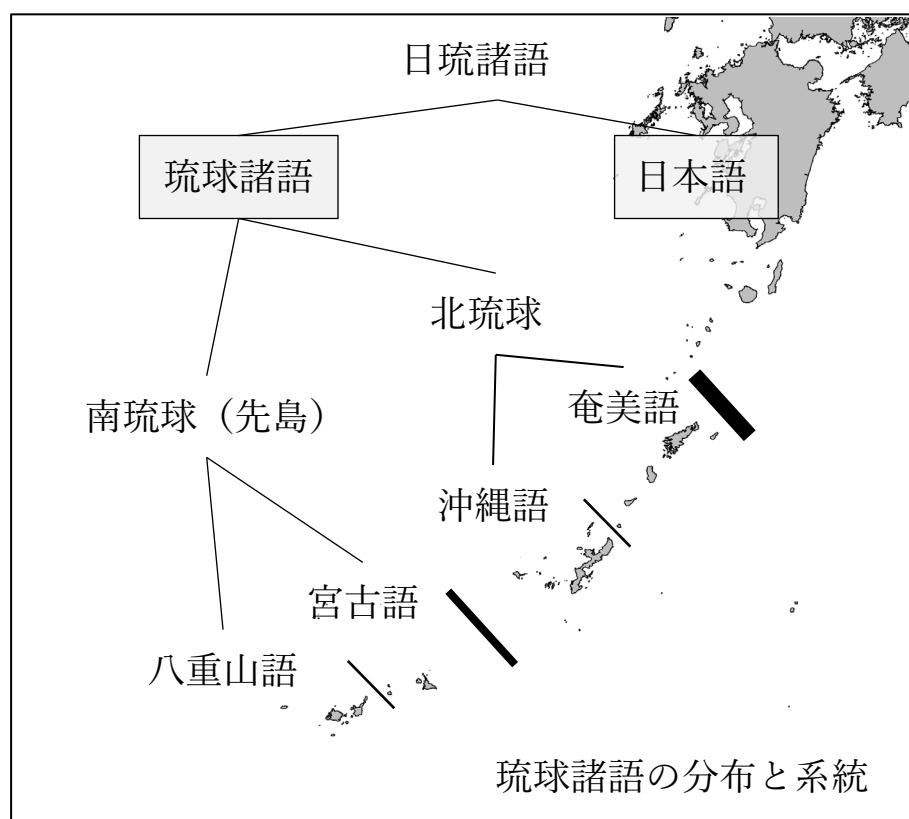 日琉諸語
琉球諸語
日本語
北琉球
南琉球（先島）
奄美語
沖縄語
宮古語
八重山語
琉球諸語の分布と系統